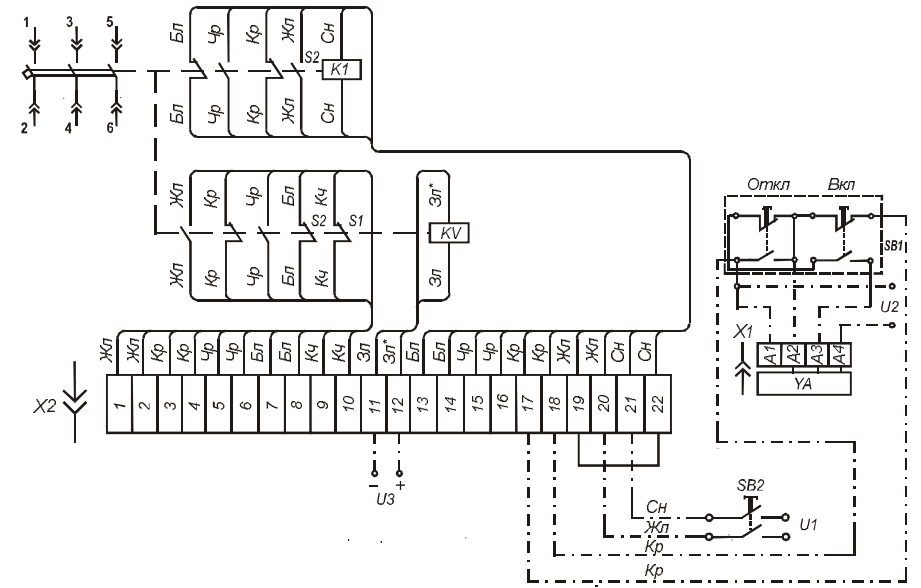 1 3 5
2 4 6
Бл Чр Кр Жл Сн
S2 K1
Бл Чр Кр Жл Сн
Жл Кр Чр Бл Кч Зл*
S2 S1 KV
Жл Кр Чр Бл Кч Зл
Откл Вкл
SB1
U2
X1
A1 A2 A3 A4
YA
Жл Жл Кр Кр Чр Чр Бл Бл Кч Кч Зл Зл* Бл Бл Чр Чр Кр Кр Жл Жл Сн Сн
X2
1 2 3 4 5 6 7 8 9 10 11 12 13 14 15 16 17 18 19 20 21 22
– +
U3
SB2
U1
Сн
Жл
Кр
Кр